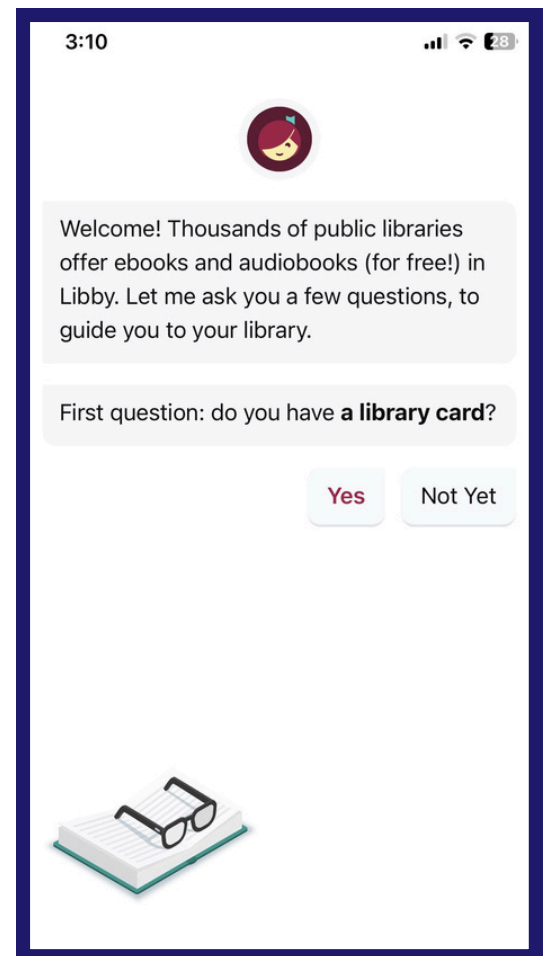 3:10
28
Welcome! Thousands of public libraries
offer ebooks and audiobooks (for free!) in
Libby. Let me ask you a few questions, to
guide you to your library.
First question: do you have a library card?
Yes Not Yet